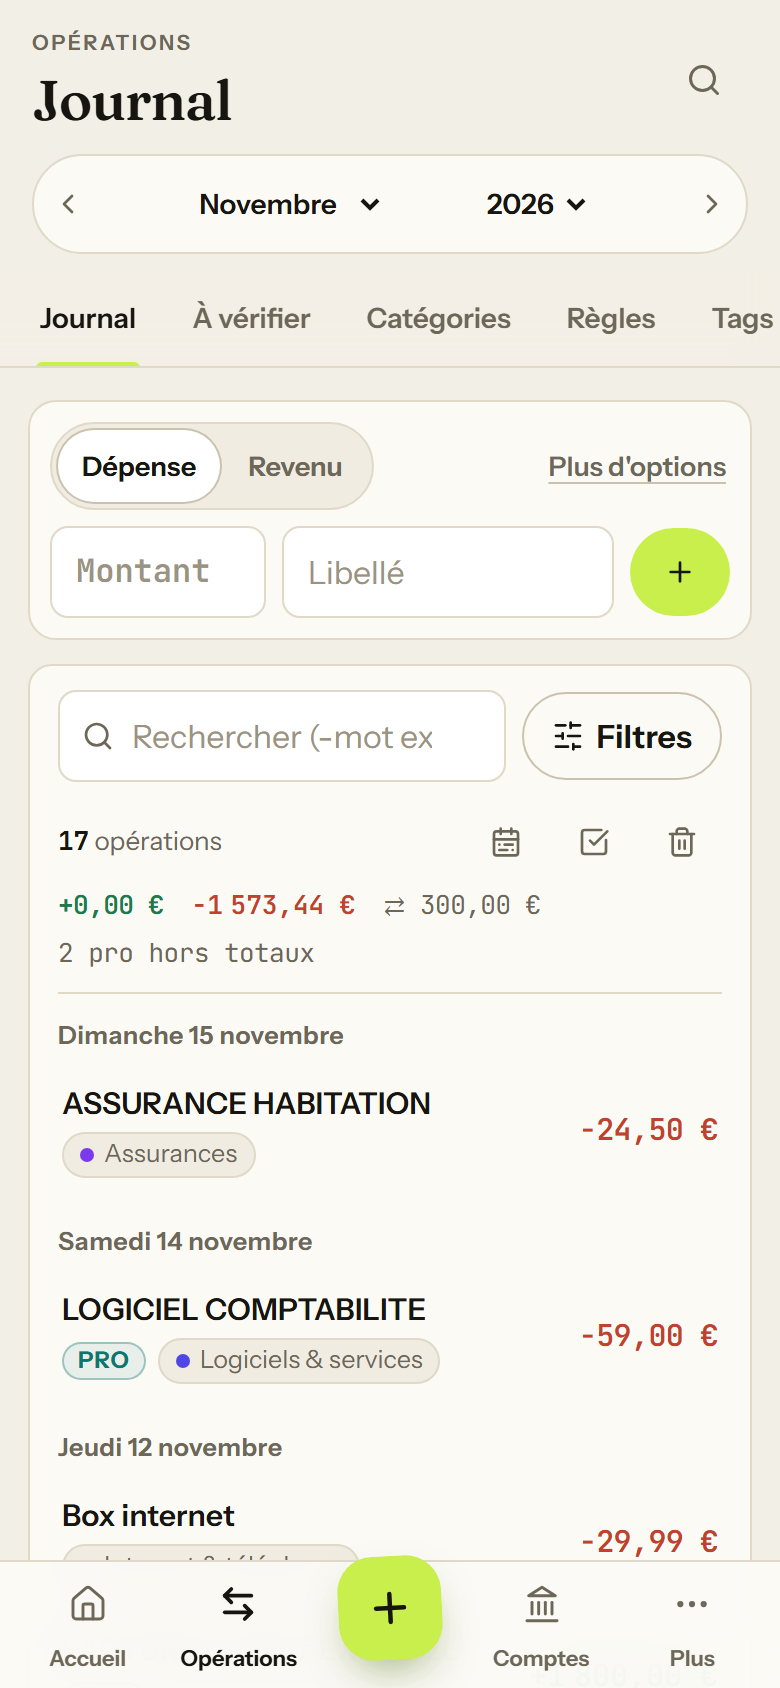 OPÉRATIONS
Journal
Novembre 2026
Journal À vérifier Catégories Règles Tags
Dépense Revenu Plus d'options
Montant Libellé
Rechercher (-mot ex Filtres
17 opérations
+0,00 € -1 573,44 € ⇄ 300,00 €
2 pro hors totaux
Dimanche 15 novembre
ASSURANCE HABITATION
-24,50 €
Assurances
Samedi 14 novembre
LOGICIEL COMPTABILITE
-59,00 €
PRO Logiciels & services
Jeudi 12 novembre
Box internet
-29,99 €
Accueil Opérations Comptes Plus